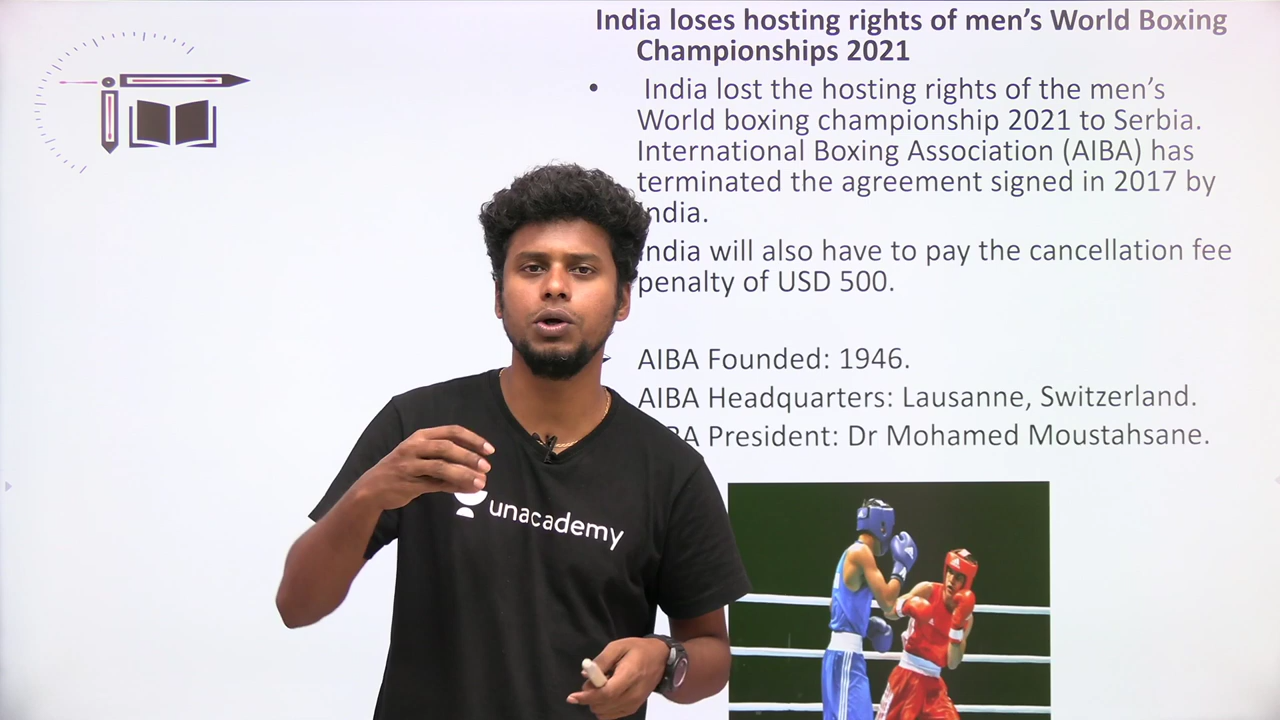 India loses hosting rights of men's World Boxing
Championships 2021
• India lost the hosting rights of the men's
World boxing championship 2021 to Serbia.
International Boxing Association (AIBA) has
terminated the agreement signed in 2017 by
India.
India will also have to pay the cancellation fee
penalty of USD 500.
AIBA Founded: 1946.
AIBA Headquarters: Lausanne, Switzerland.
BA President: Dr Mohamed Moustahsane.
unacademy